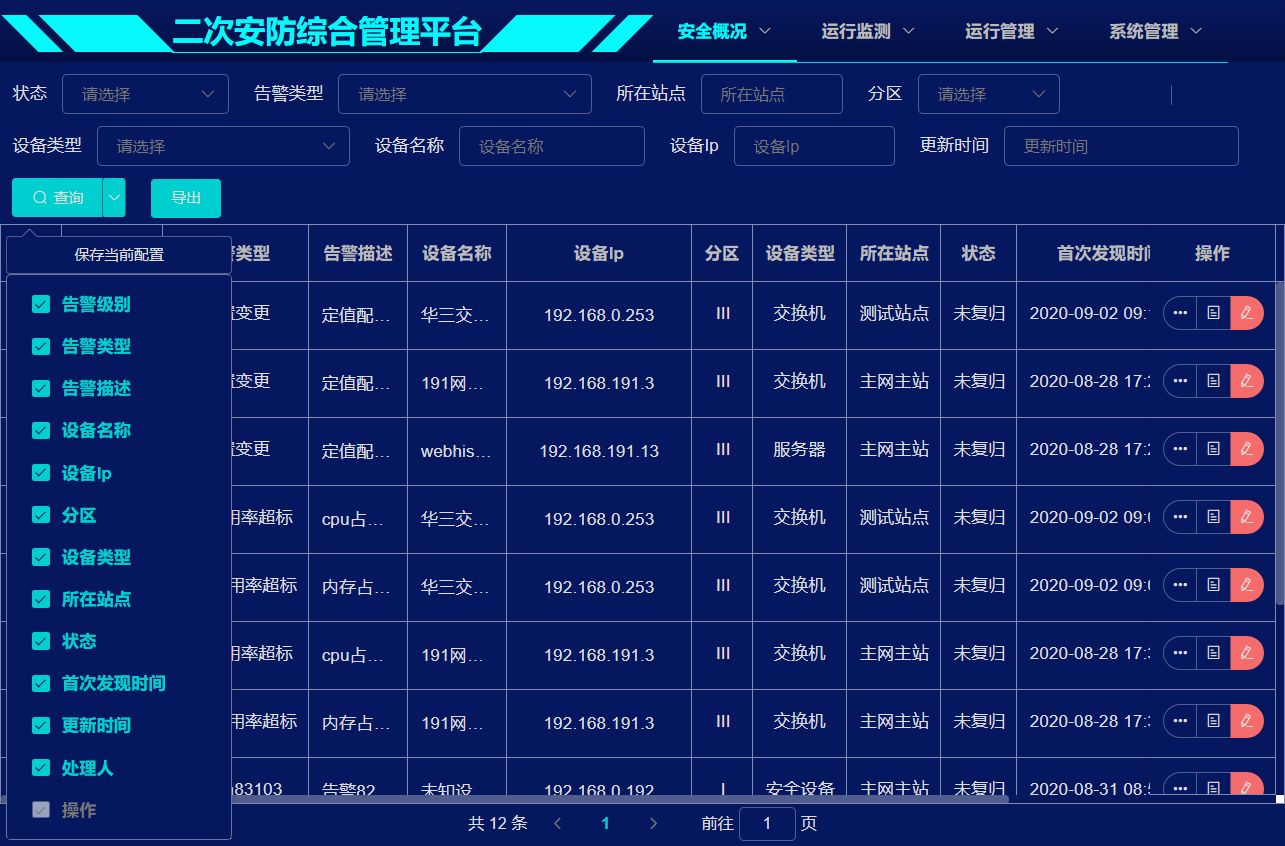 二次安防综合管理平台 安全概况 运行监测 运行管理 系统管理
状态 请选择 告警类型 请选择 所在站点 所在站点 分区 请选择
设备类型 请选择 设备名称 设备名称 设备Ip 设备Ip 更新时间 更新时间
查询 导出
保存当前配置
告警级别
告警类型
告警描述
设备名称
设备Ip
分区
设备类型
所在站点
状态
首次发现时间
更新时间
处理人
操作
类型 告警描述 设备名称 设备Ip 分区 设备类型 所在站点 状态 首次发现时间 操作
变更 定值配... 华三交... 192.168.0.253 III 交换机 测试站点 未复归 2020-09-02 09:
变更 定值配... 191网... 192.168.191.3 III 交换机 主网主站 未复归 2020-08-28 17:2
变更 定值配... webhis... 192.168.191.13 III 服务器 主网主站 未复归 2020-08-28 17:2
用率超标 cpu占... 华三交... 192.168.0.253 III 交换机 测试站点 未复归 2020-09-02 09:0
用率超标 内存占... 华三交... 192.168.0.253 III 交换机 测试站点 未复归 2020-09-02 09:0
用率超标 cpu占... 191网... 192.168.191.3 III 交换机 主网主站 未复归 2020-08-28 17:3
用率超标 内存占... 191网... 192.168.191.3 III 交换机 主网主站 未复归 2020-08-28 17:3
83103 告警82 未知设 192.168.0.192 I 安全设备 主网主站 未复归 2020-08-31 08:5
共 12 条 1 前往 1 页